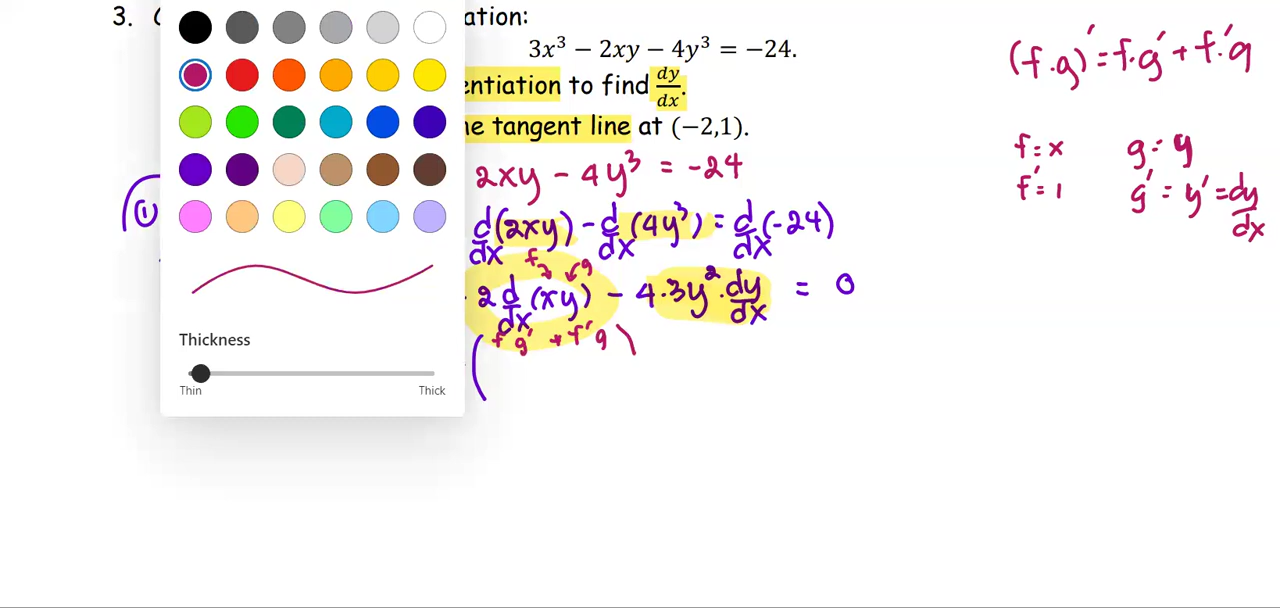 3. ation:
3x³ − 2xy − 4y³ = −24.
entiation to find dy/dx.
ne tangent line at (−2,1).
(f·g)' = f·g' + f'·g
f = x g = y
f' = 1 g' = y' = dy/dx
2xy − 4y³ = −24
①
d/dx (2xy) − d/dx (4y³) = d/dx (−24)
f g
2 d/dx (xy) − 4·3y²·dy/dx = 0
( f g' + f'g )
Thickness
Thin Thick